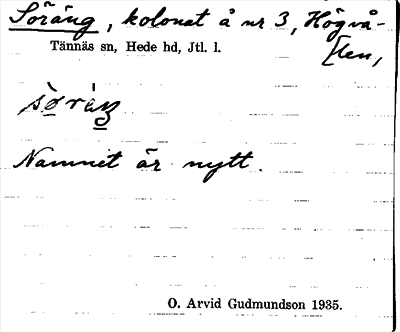 Söräng, kolonat å nr 3, Högvå-
[len,
Tännäs sn, Hede hd, Jtl. l.
Namnet är nytt.
O. Arvid Gudmundson 1935.